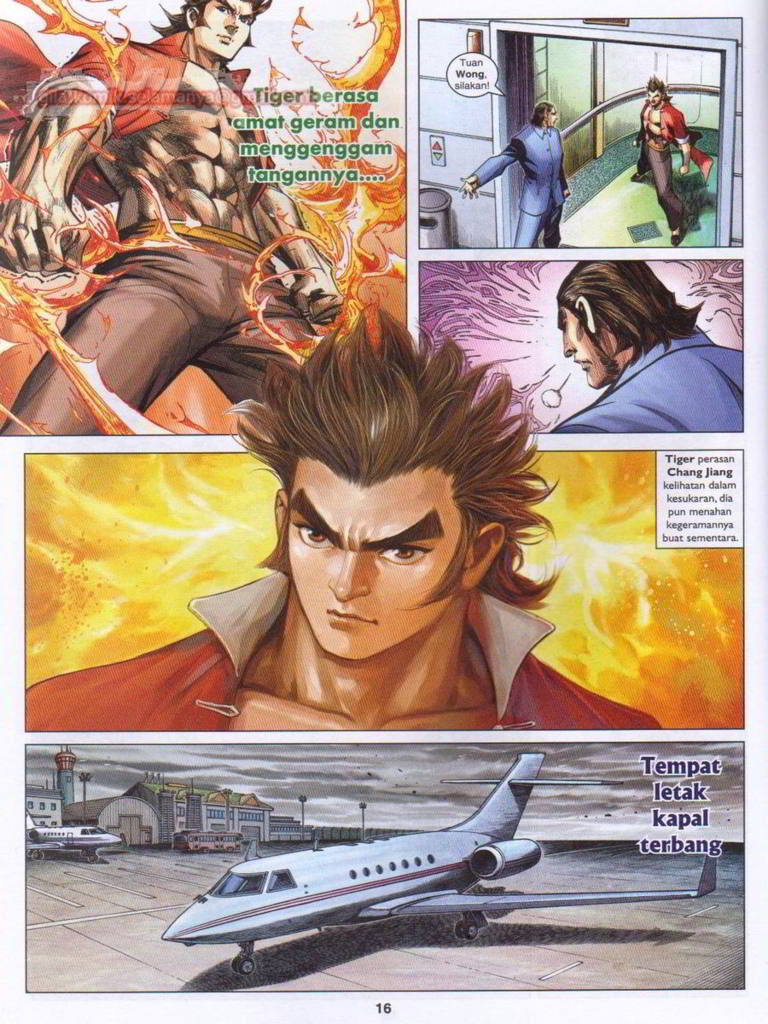 Tiger berasa
amat geram dan
menggenggam
tangannya....
Tuan
Wong,
silakan!
Tiger perasan
Chang Jiang
kelihatan dalam
kesukaran, dia
pun menahan
kegeramannya
buat sementara.
Tempat
letak
kapal
terbang
16